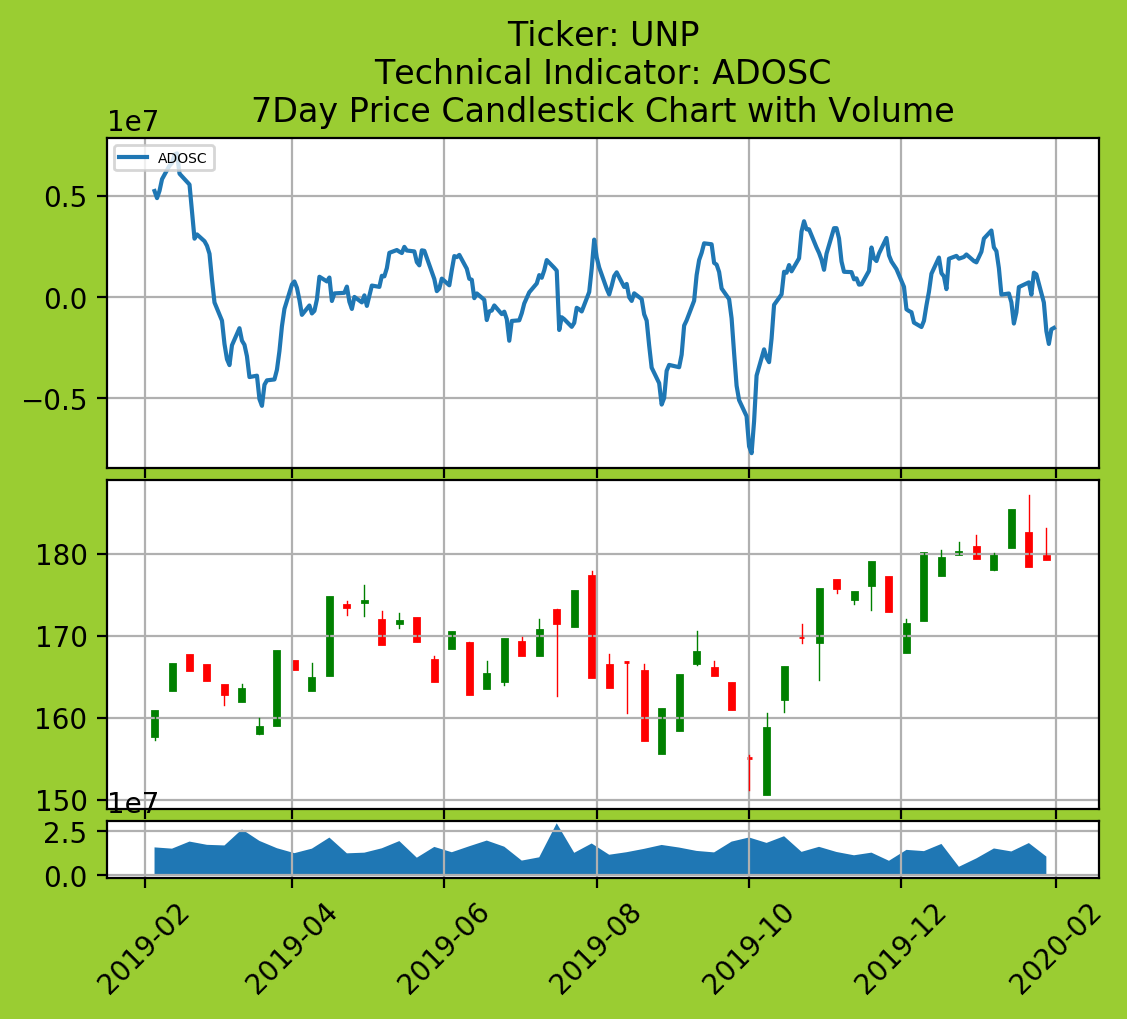 Ticker: UNP
Technical Indicator: ADOSC
7Day Price Candlestick Chart with Volume
1e7
ADOSC
0.5
0.0
−0.5
180
170
160
150
1e7
2.5
0.0
2019-02
2019-04
2019-06
2019-08
2019-10
2019-12
2020-02